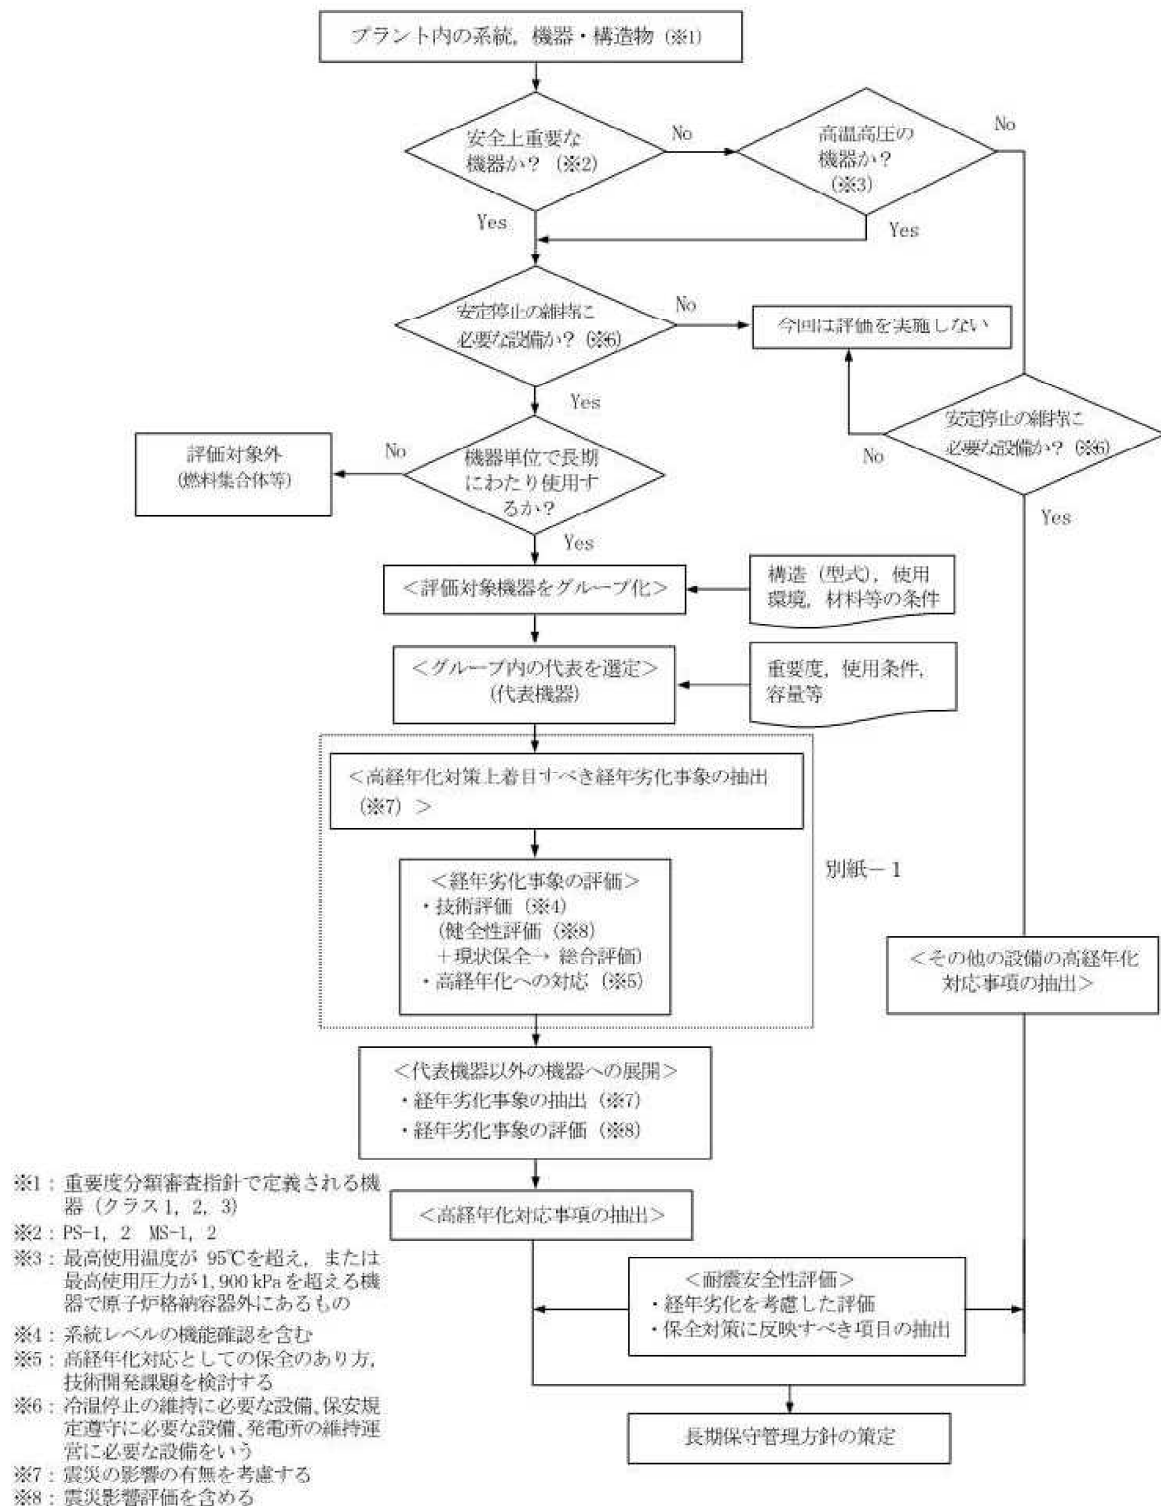 プラント内の系統，機器・構造物 (※1)
安全上重要な
機器か？ (※2)
No
高温高圧の
機器か？
(※3)
No
Yes
Yes
安定停止の維持に
必要な設備か？ (※6)
No
今回は評価を実施しない
Yes
安定停止の維持に
必要な設備か？ (※6)
No
Yes
評価対象外
(燃料集合体等)
No
機器単位で長期
にわたり使用す
るか？
Yes
＜評価対象機器をグループ化＞
構造（型式），使用
環境，材料等の条件
＜グループ内の代表を選定＞
(代表機器)
重要度，使用条件，
容量等
＜高経年化対策上着目すべき経年劣化事象の抽出
(※7) ＞
＜経年劣化事象の評価＞
・技術評価 (※4)
(健全性評価 (※8)
＋現状保全→ 総合評価)
・高経年化への対応 (※5)
別紙－1
＜その他の設備の高経年化
対応事項の抽出＞
＜代表機器以外の機器への展開＞
・経年劣化事象の抽出 (※7)
・経年劣化事象の評価 (※8)
＜高経年化対応事項の抽出＞
＜耐震安全性評価＞
・経年劣化を考慮した評価
・保全対策に反映すべき項目の抽出
長期保守管理方針の策定
※1：重要度分類審査指針で定義される機
器（クラス1，2，3）
※2：PS-1，2　MS-1，2
※3：最高使用温度が 95℃を超え，または
最高使用圧力が1,900 kPaを超える機
器で原子炉格納容器外にあるもの
※4：系統レベルの機能確認を含む
※5：高経年化対応としての保全のあり方，
技術開発課題を検討する
※6：冷温停止の維持に必要な設備、保安規
定遵守に必要な設備、発電所の維持運
営に必要な設備をいう
※7：震災の影響の有無を考慮する
※8：震災影響評価を含める